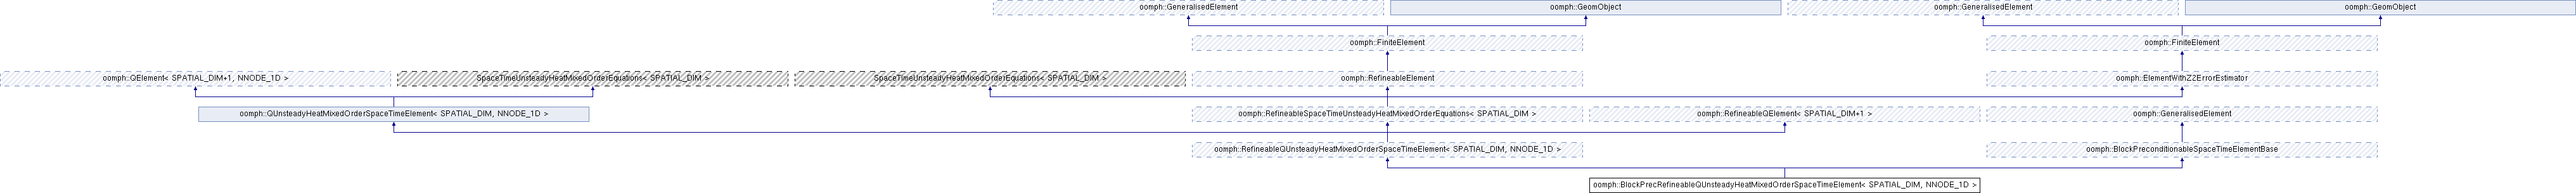 oomph::GeneralisedElement
oomph::GeomObject
oomph::GeneralisedElement
oomph::GeomObject
oomph::FiniteElement
oomph::FiniteElement
oomph::QElement< SPATIAL_DIM+1, NNODE_1D >
SpaceTimeUnsteadyHeatMixedOrderEquations< SPATIAL_DIM >
SpaceTimeUnsteadyHeatMixedOrderEquations< SPATIAL_DIM >
oomph::RefineableElement
oomph::ElementWithZ2ErrorEstimator
oomph::QUnsteadyHeatMixedOrderSpaceTimeElement< SPATIAL_DIM, NNODE_1D >
oomph::RefineableSpaceTimeUnsteadyHeatMixedOrderEquations< SPATIAL_DIM >
oomph::RefineableQElement< SPATIAL_DIM+1 >
oomph::GeneralisedElement
oomph::RefineableQUnsteadyHeatMixedOrderSpaceTimeElement< SPATIAL_DIM, NNODE_1D >
oomph::BlockPreconditionableSpaceTimeElementBase
oomph::BlockPrecRefineableQUnsteadyHeatMixedOrderSpaceTimeElement< SPATIAL_DIM, NNODE_1D >